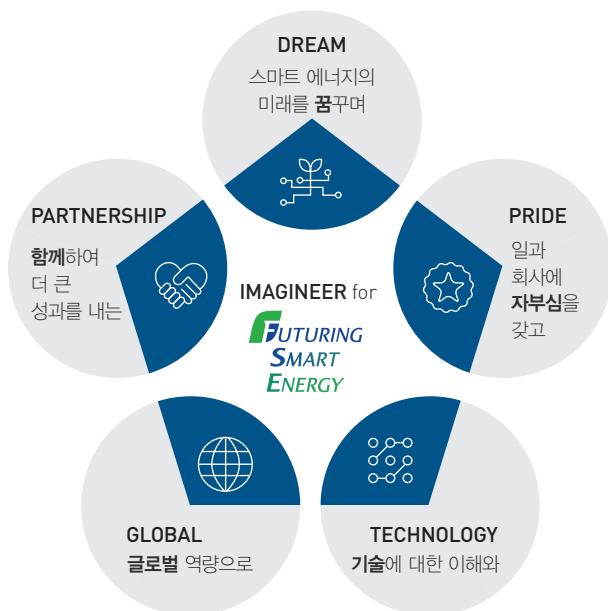 DREAM
스마트 에너지의
미래를 꿈꾸며
PRIDE
일과
회사에
자부심을
갖고
TECHNOLOGY
기술에 대한 이해와
GLOBAL
글로벌 역량으로
PARTNERSHIP
함께하여
더 큰
성과를 내는
IMAGINEER for
FUTURING
SMART
ENERGY